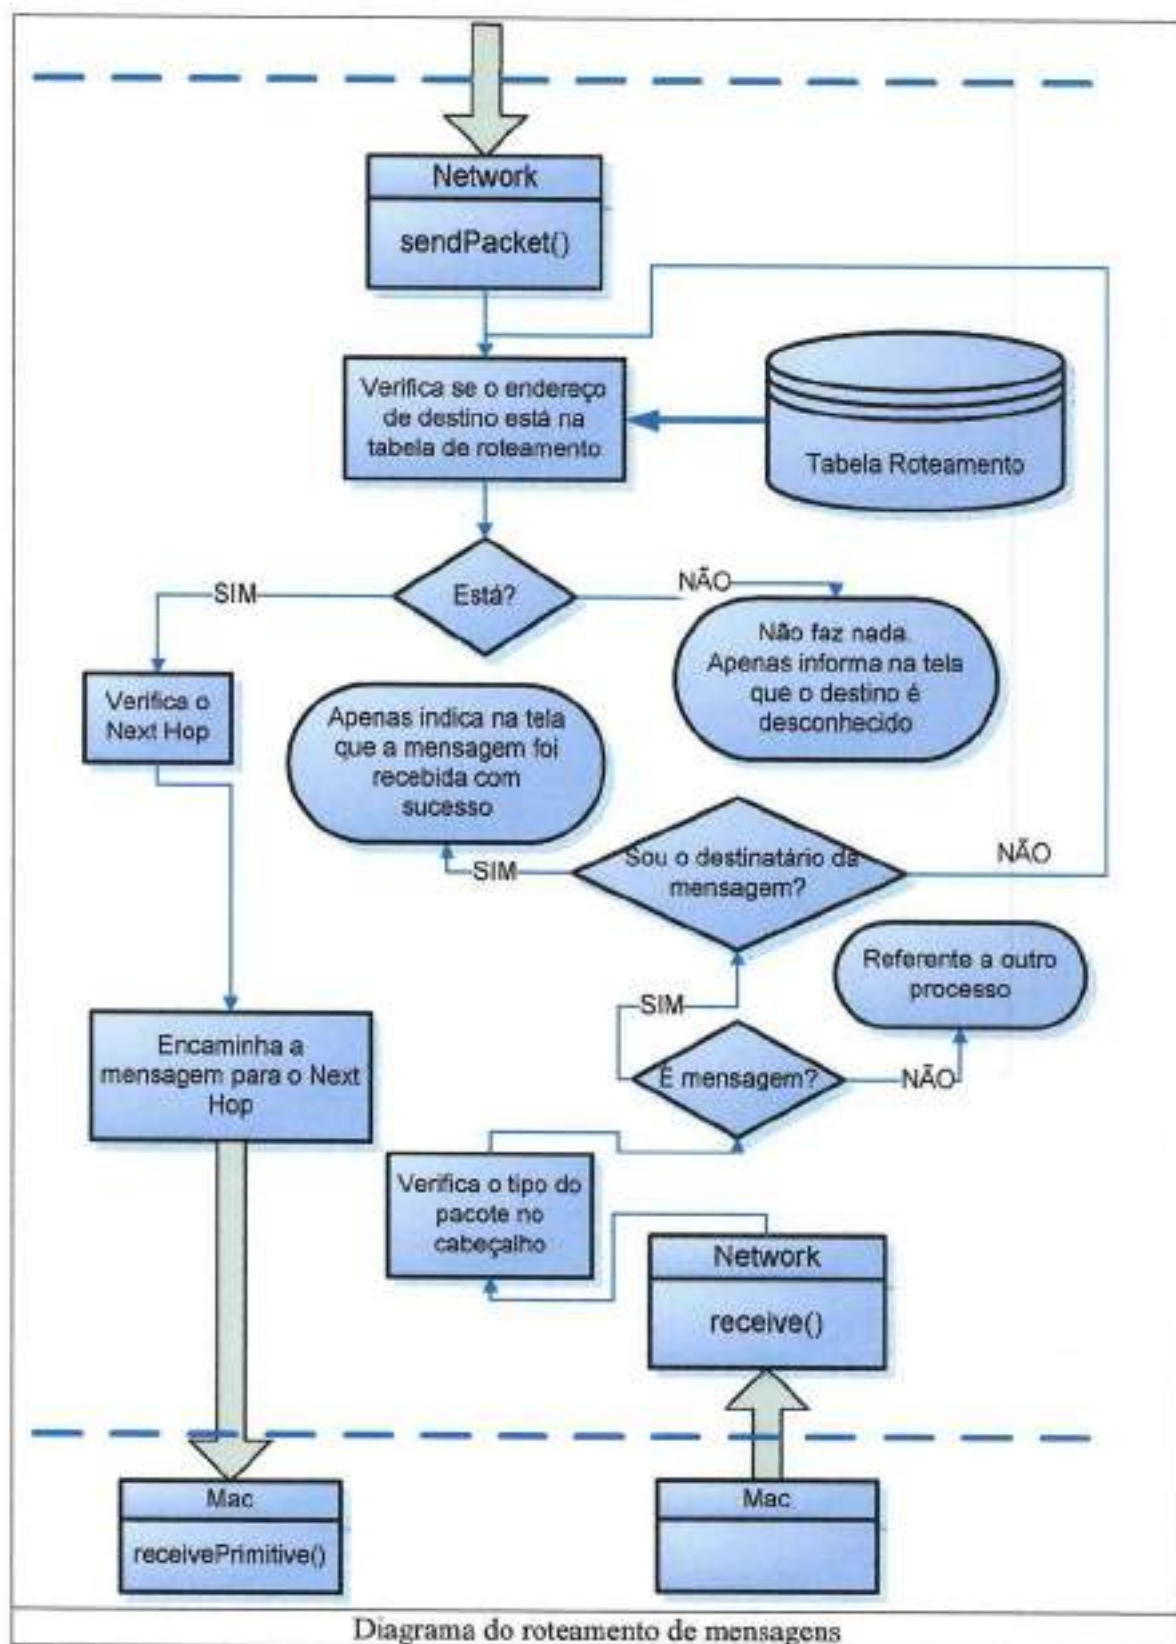 Network
sendPacket()
Verifica se o endereço
de destino está na
tabela de roteamento
Tabela Roteamento
Está?
SIM
NÃO
Não faz nada.
Apenas informa na tela
que o destino é
desconhecido
Verifica o
Next Hop
Apenas indica na tela
que a mensagem foi
recebida com
sucesso
Sou o destinatário da
mensagem?
SIM
NÃO
Referente a outro
processo
SIM
É mensagem?
NÃO
Encaminha a
mensagem para o Next
Hop
Verifica o tipo do
pacote no
cabeçalho
Network
receive()
Mac
receivePrimitive()
Mac
Diagrama do roteamento de mensagens